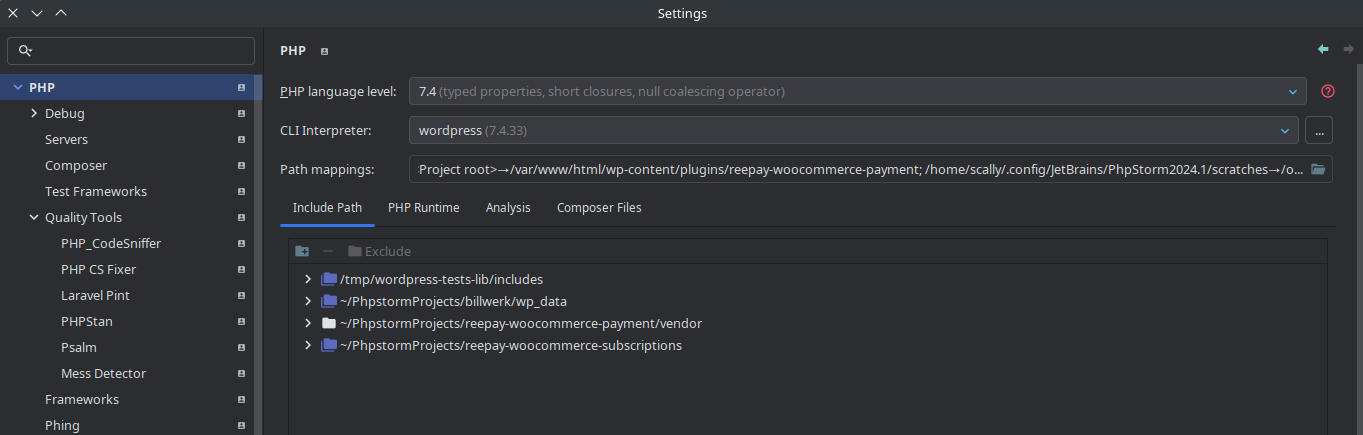 Settings
PHP
Debug
Servers
Composer
Test Frameworks
Quality Tools
PHP_CodeSniffer
PHP CS Fixer
Laravel Pint
PHPStan
Psalm
Mess Detector
Frameworks
Phing
PHP
PHP language level: 7.4 (typed properties, short closures, null coalescing operator)
CLI Interpreter: wordpress (7.4.33) ...
Path mappings: Project root>→/var/www/html/wp-content/plugins/reepay-woocommerce-payment; /home/scally/.config/JetBrains/PhpStorm2024.1/scratches→/o...
Include Path PHP Runtime Analysis Composer Files
Exclude
/tmp/wordpress-tests-lib/includes
~/PhpstormProjects/billwerk/wp_data
~/PhpstormProjects/reepay-woocommerce-payment/vendor
~/PhpstormProjects/reepay-woocommerce-subscriptions